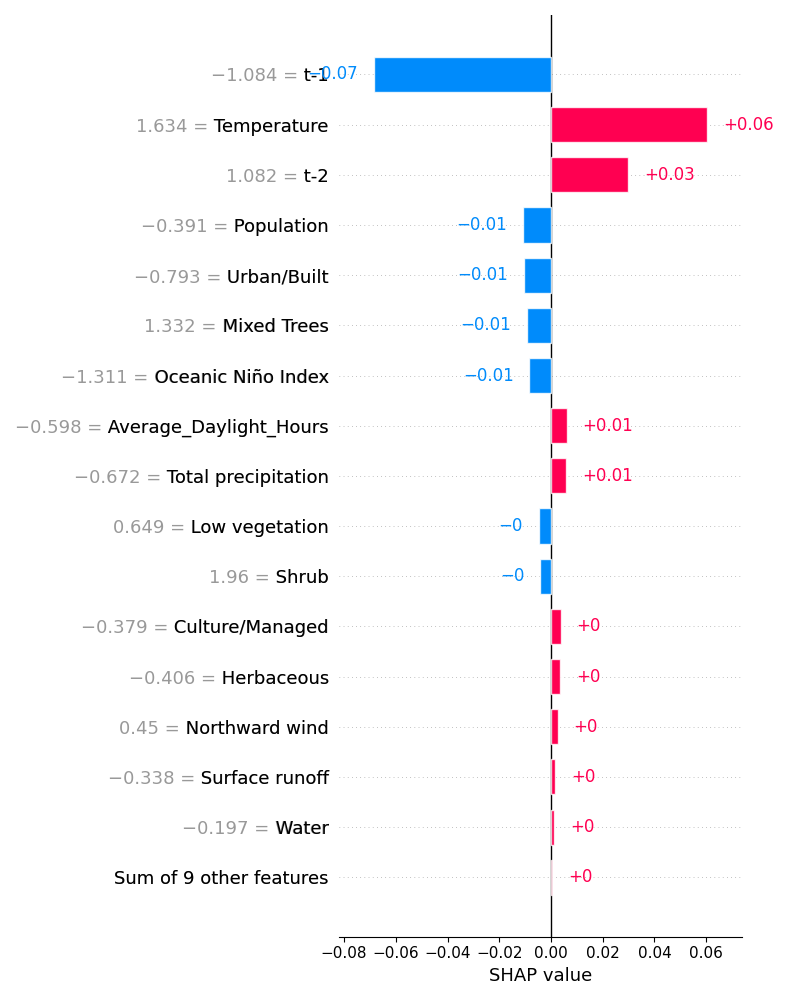 −1.084 = t-1 −0.07
1.634 = Temperature +0.06
1.082 = t-2 +0.03
−0.391 = Population −0.01
−0.793 = Urban/Built −0.01
1.332 = Mixed Trees −0.01
−1.311 = Oceanic Niño Index −0.01
−0.598 = Average_Daylight_Hours +0.01
−0.672 = Total precipitation +0.01
0.649 = Low vegetation −0
1.96 = Shrub −0
−0.379 = Culture/Managed +0
−0.406 = Herbaceous +0
0.45 = Northward wind +0
−0.338 = Surface runoff +0
−0.197 = Water +0
Sum of 9 other features +0
−0.08 −0.06 −0.04 −0.02 0.00 0.02 0.04 0.06
SHAP value